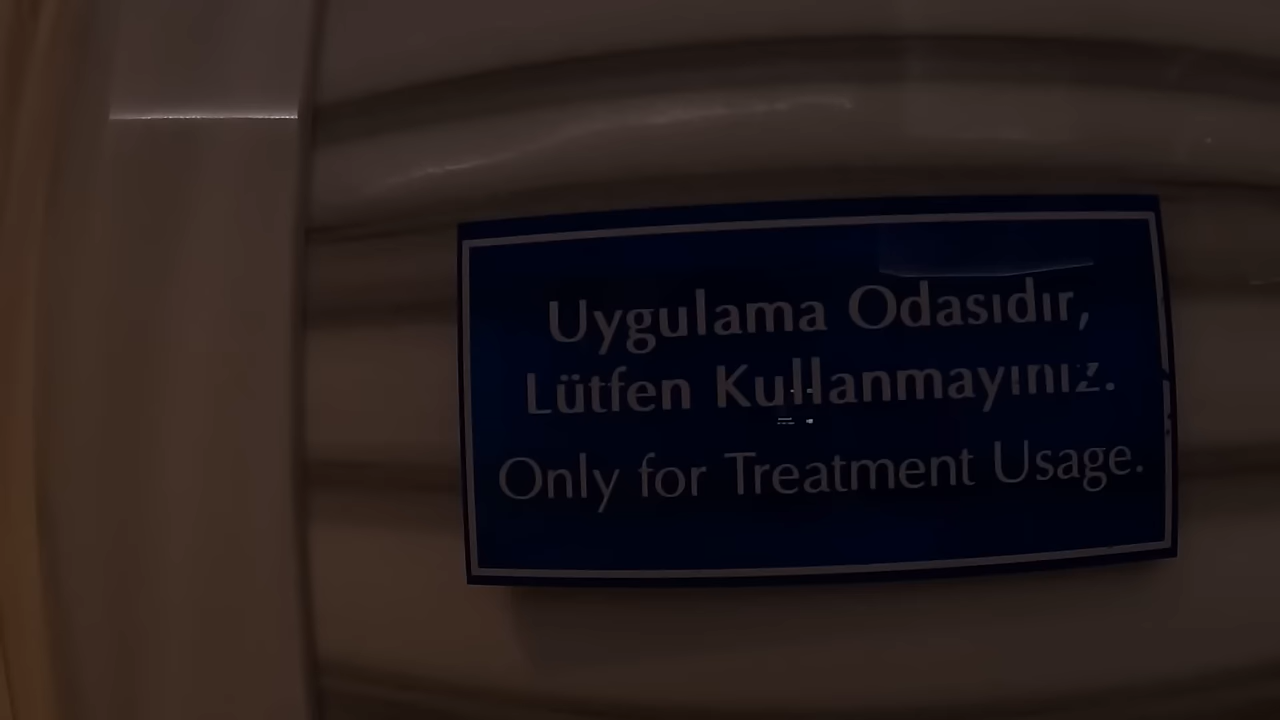 Uygulama Odasıdır,
Lütfen Kullanmayınız.
Only for Treatment Usage.